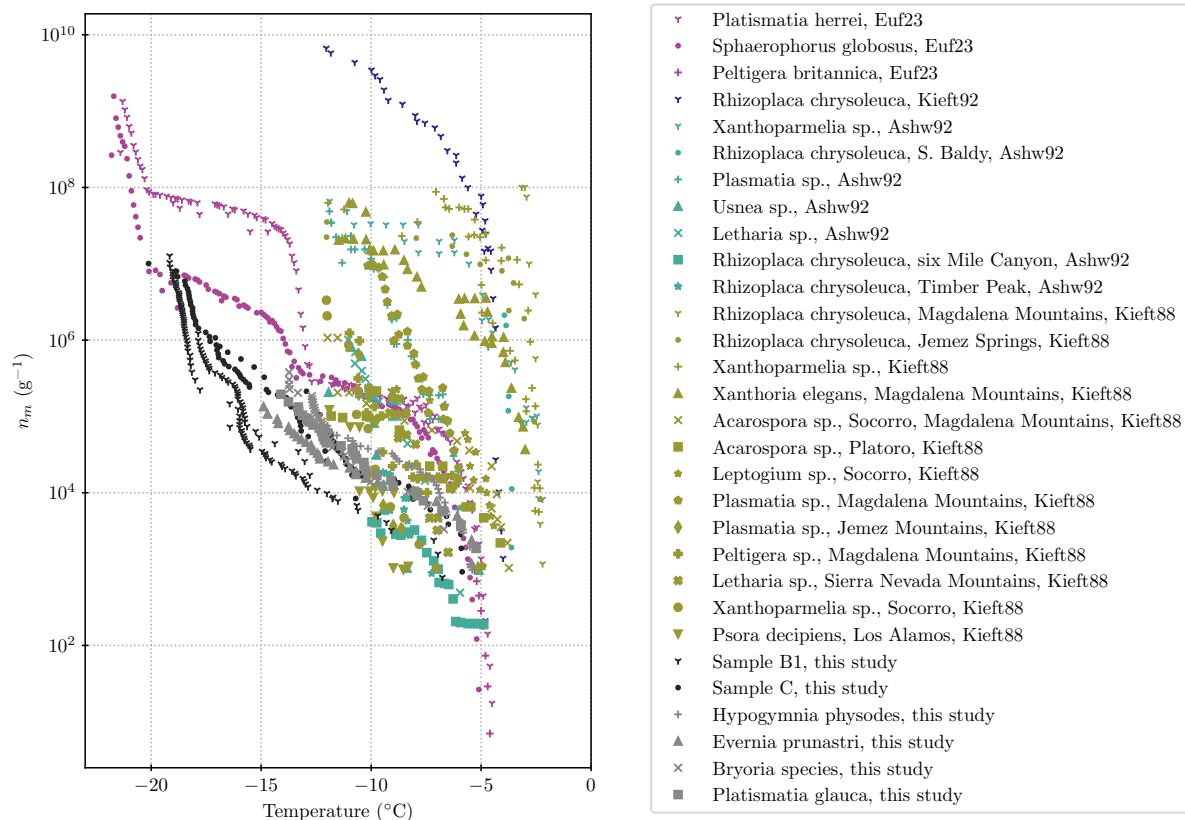 10^10
10^8
10^6
10^4
10^2
n_m (g^−1)
−20
−15
−10
−5
0
Temperature (°C)
Platismatia herrei, Euf23
Sphaerophorus globosus, Euf23
Peltigera britannica, Euf23
Rhizoplaca chrysoleuca, Kieft92
Xanthoparmelia sp., Ashw92
Rhizoplaca chrysoleuca, S. Baldy, Ashw92
Plasmatia sp., Ashw92
Usnea sp., Ashw92
Letharia sp., Ashw92
Rhizoplaca chrysoleuca, six Mile Canyon, Ashw92
Rhizoplaca chrysoleuca, Timber Peak, Ashw92
Rhizoplaca chrysoleuca, Magdalena Mountains, Kieft88
Rhizoplaca chrysoleuca, Jemez Springs, Kieft88
Xanthoparmelia sp., Kieft88
Xanthoria elegans, Magdalena Mountains, Kieft88
Acarospora sp., Socorro, Magdalena Mountains, Kieft88
Acarospora sp., Platoro, Kieft88
Leptogium sp., Socorro, Kieft88
Plasmatia sp., Magdalena Mountains, Kieft88
Plasmatia sp., Jemez Mountains, Kieft88
Peltigera sp., Magdalena Mountains, Kieft88
Letharia sp., Sierra Nevada Mountains, Kieft88
Xanthoparmelia sp., Socorro, Kieft88
Psora decipiens, Los Alamos, Kieft88
Sample B1, this study
Sample C, this study
Hypogymnia physodes, this study
Evernia prunastri, this study
Bryoria species, this study
Platismatia glauca, this study